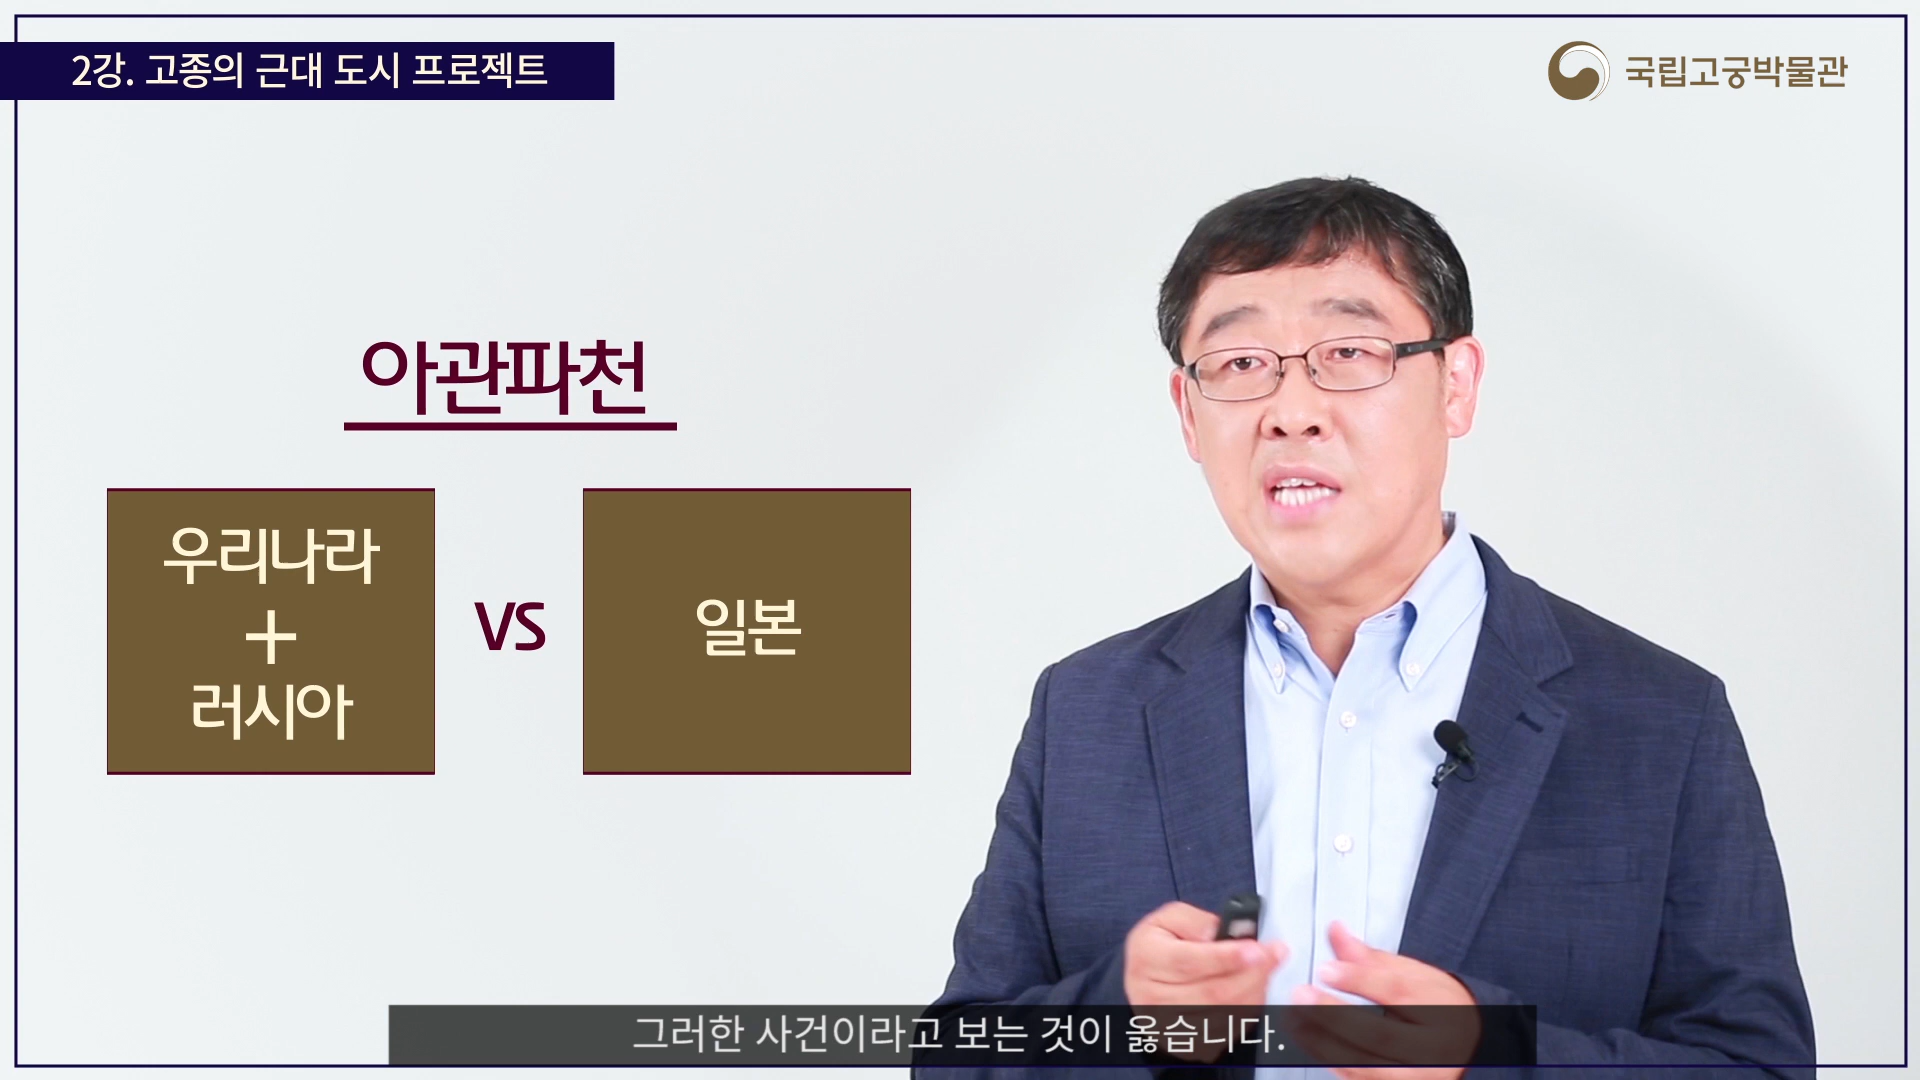 2강. 고종의 근대 도시 프로젝트
국립고궁박물관
아관파천
우리나라
+
러시아
VS
일본
그러한 사건이라고 보는 것이 옳습니다.